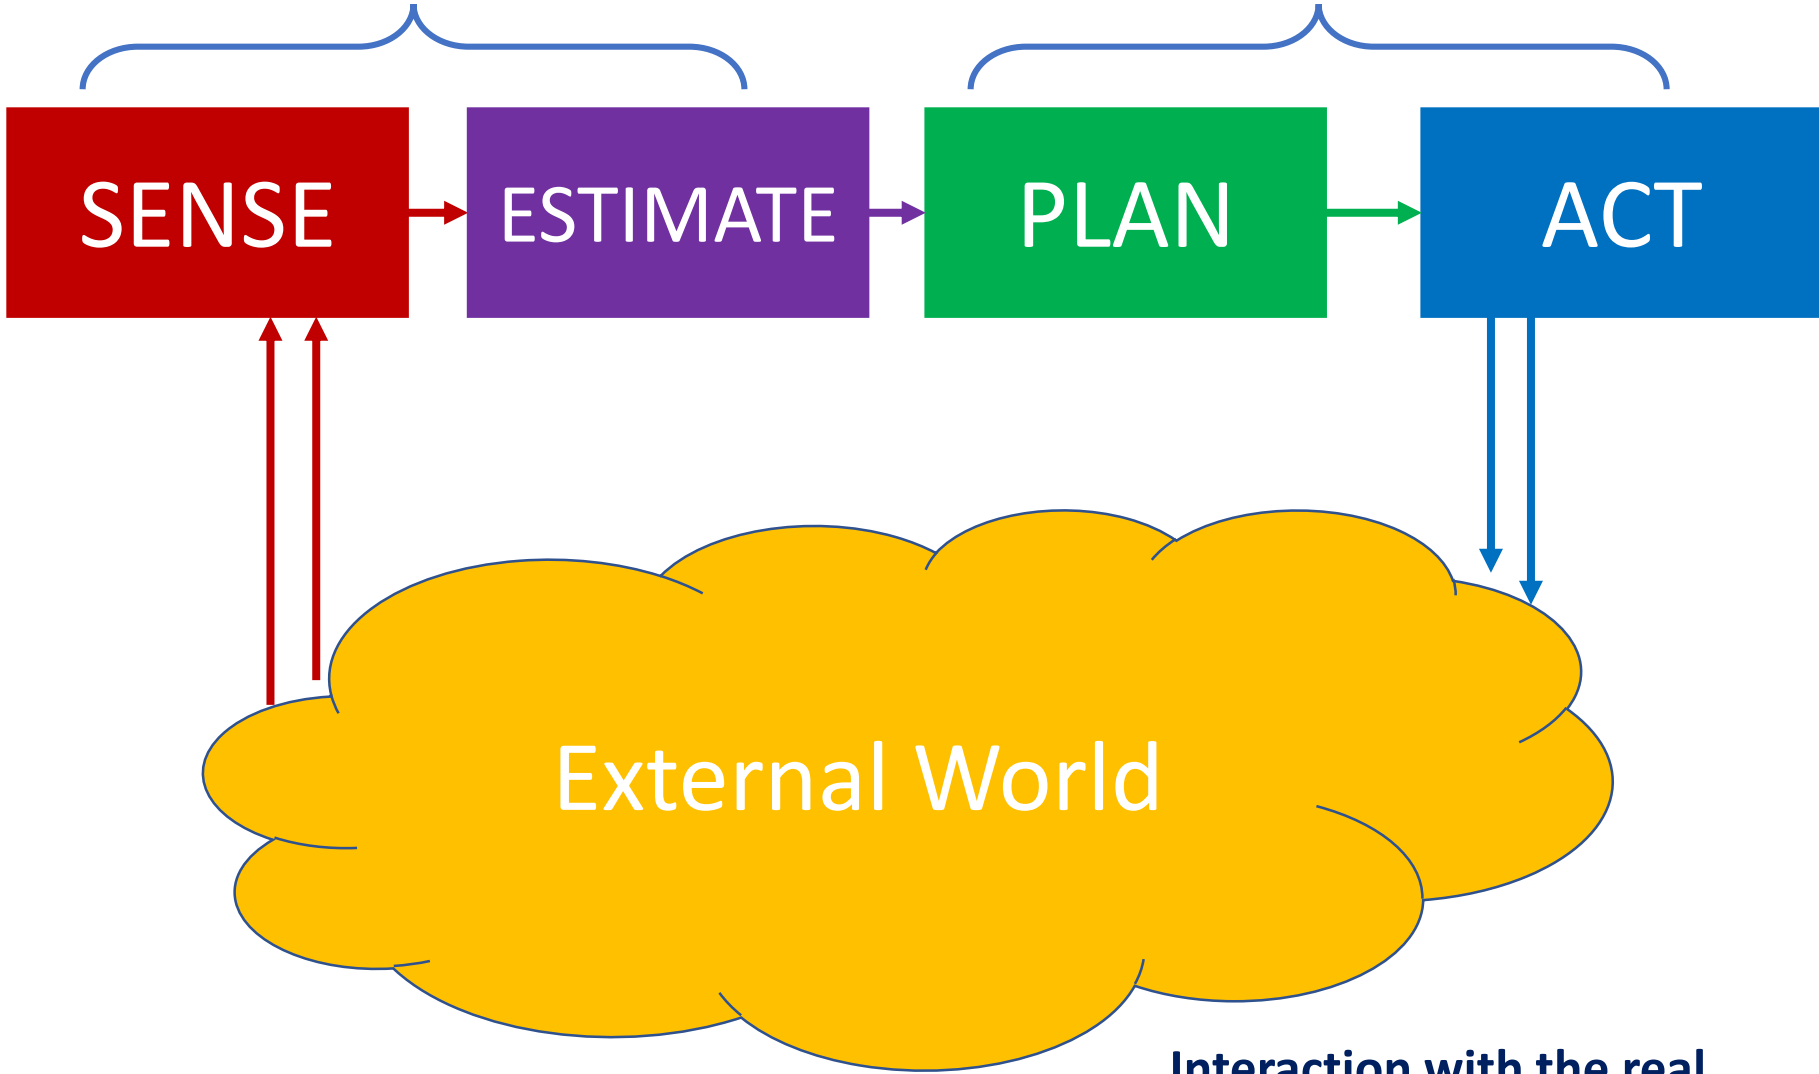 SENSE
ESTIMATE
PLAN
ACT
External World
Interaction with the real